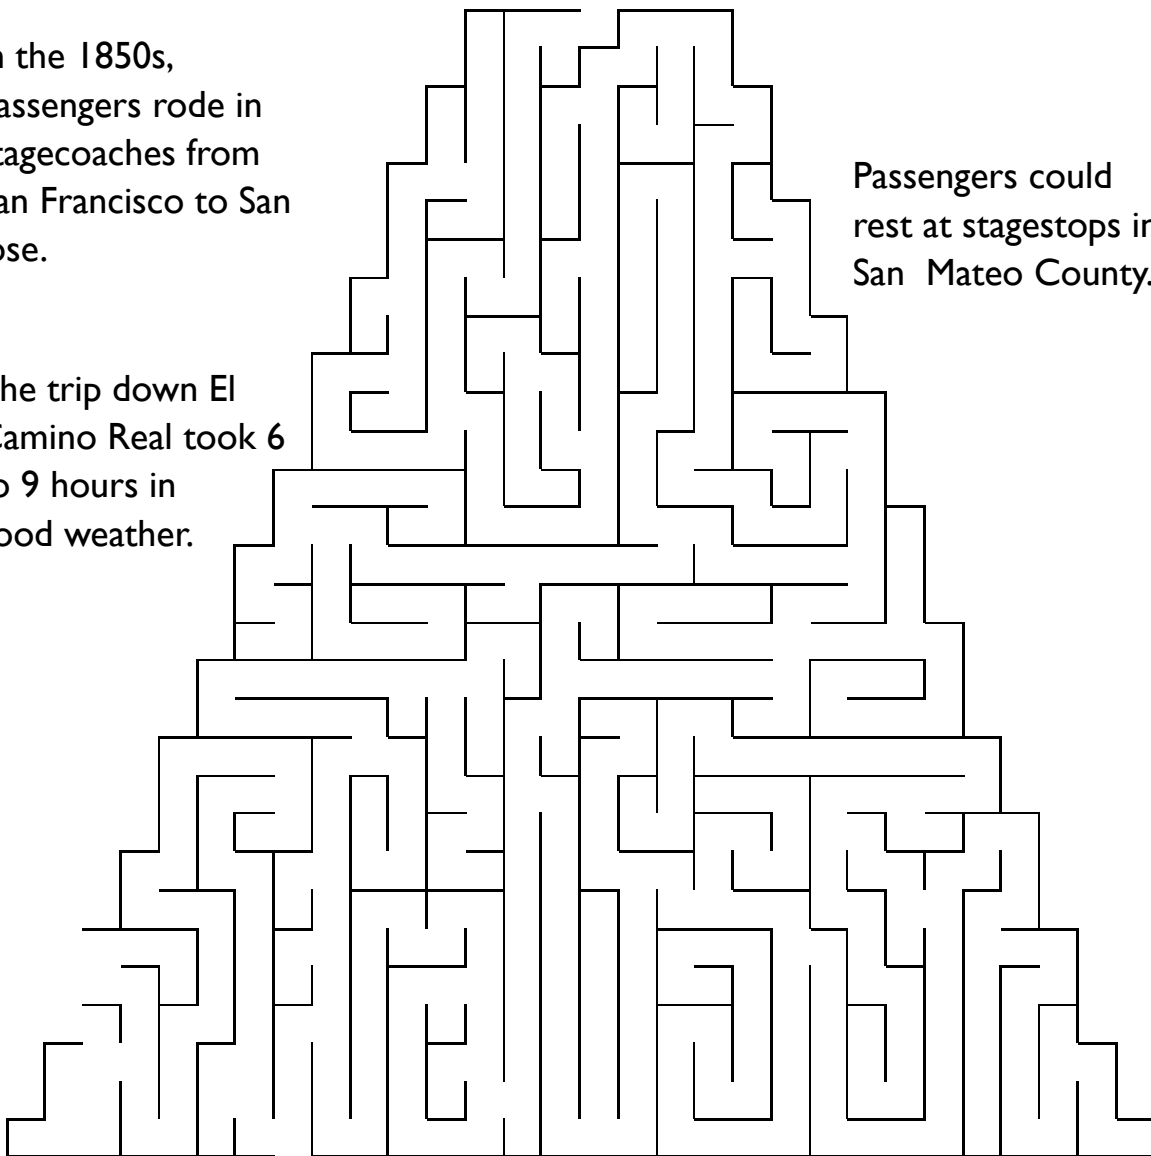 n the 1850s,
assengers rode in
tagecoaches from
an Francisco to San
ose.
he trip down El
Camino Real took 6
o 9 hours in
ood weather.
Passengers could
rest at stagestops in
San Mateo County.